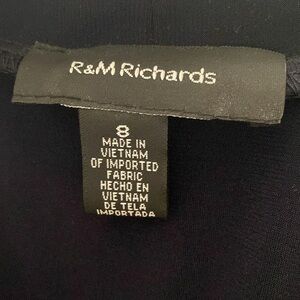 R&M Richards
8
MADE IN
VIETNAM
OF IMPORTED
FABRIC
HECHO EN
VIETNAM
DE TELA
IMPORTADA